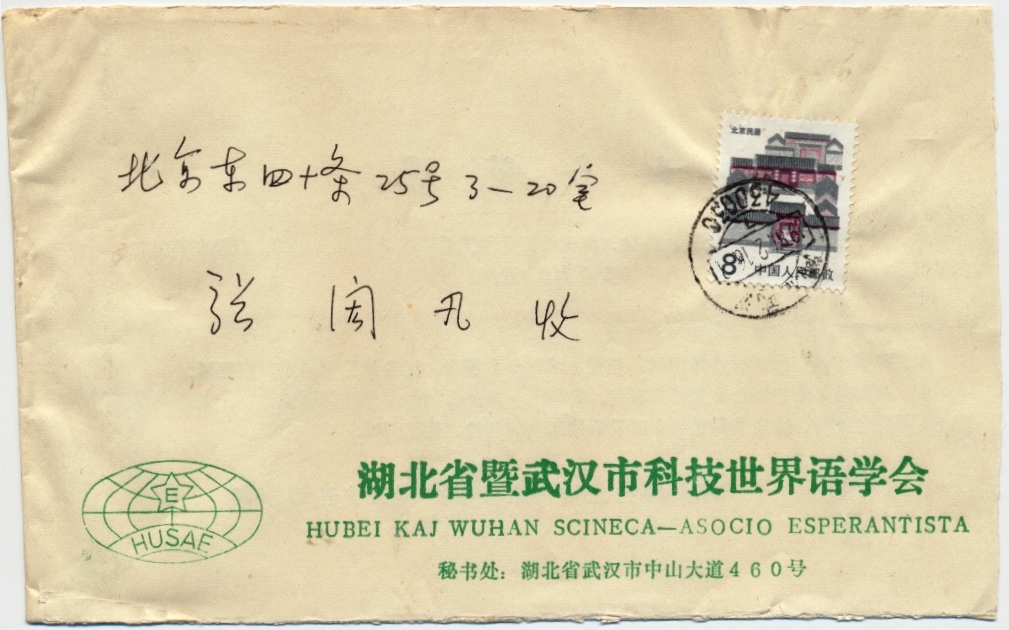 北京民居
8
中国人民邮政
430030
北京东四十条25号3-20室
张闳凡收
E
HUSAE
湖北省暨武汉市科技世界语学会
HUBEI KAJ WUHAN SCINECA—ASOCIO ESPERANTISTA
秘书处：湖北省武汉市中山大道460号